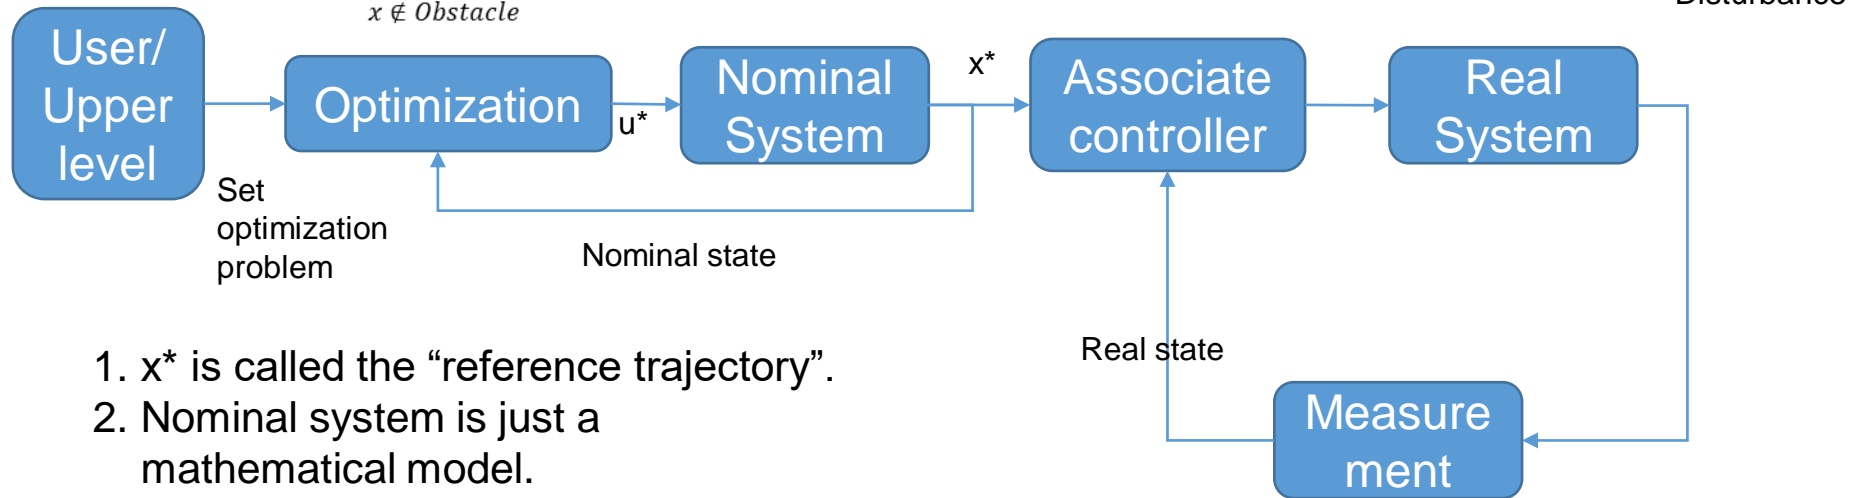 x ∉ Obstacle
Disturbance
User/
Upper
level
Optimization
u*
Nominal
System
x*
Associate
controller
Real
System
Set
optimization
problem
Nominal state
Real state
Measure
ment
1. x* is called the “reference trajectory”.
2. Nominal system is just a
mathematical model.